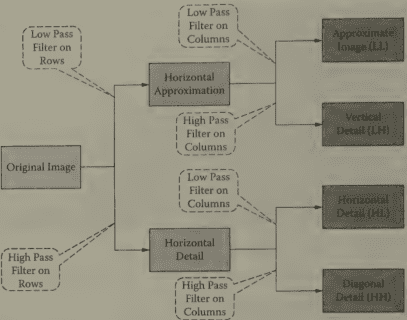 Low Pass
Filter on
Rows
Low Pass
Filter on
Columns
Approximate
Image (LL)
Horizontal
Approximation
High Pass
Filter on
Columns
Vertical
Detail (LH)
Original Image
Low Pass
Filter on
Columns
Horizontal
Detail (HL)
High Pass
Filter on
Rows
Horizontal
Detail
High Pass
Filter on
Columns
Diagonal
Detail (HH)